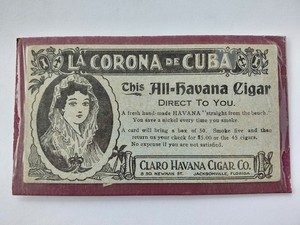 LA CORONA DE CUBA
This All-Havana Cigar
DIRECT TO YOU.
A fresh hand-made HAVANA "straight from the bench."
You save a nickel every time you smoke
A card will bring a box of 50. Smoke five and then
return us your check for $5.00 or the 45 cigars.
No expense if you are not satisfied.
CLARO HAVANA CIGAR CO.
NEWNAN ST. JACKSONVILLE, FLORIDA.